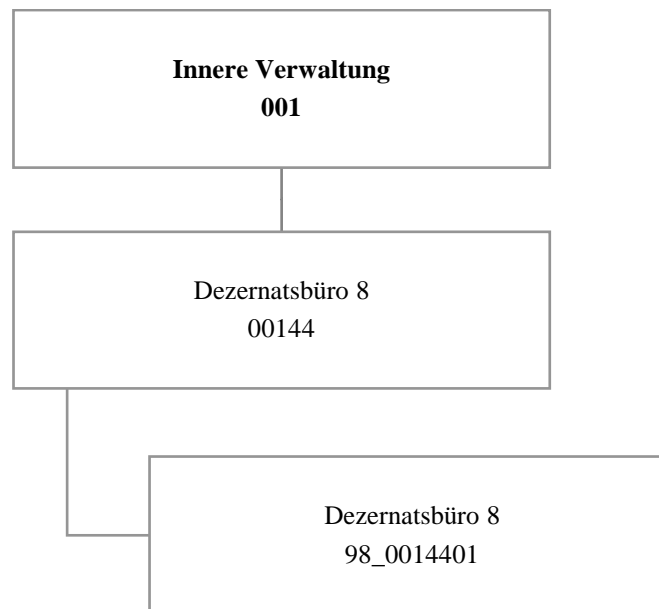 Innere Verwaltung
001
Dezernatsbüro 8
00144
Dezernatsbüro 8
98_0014401